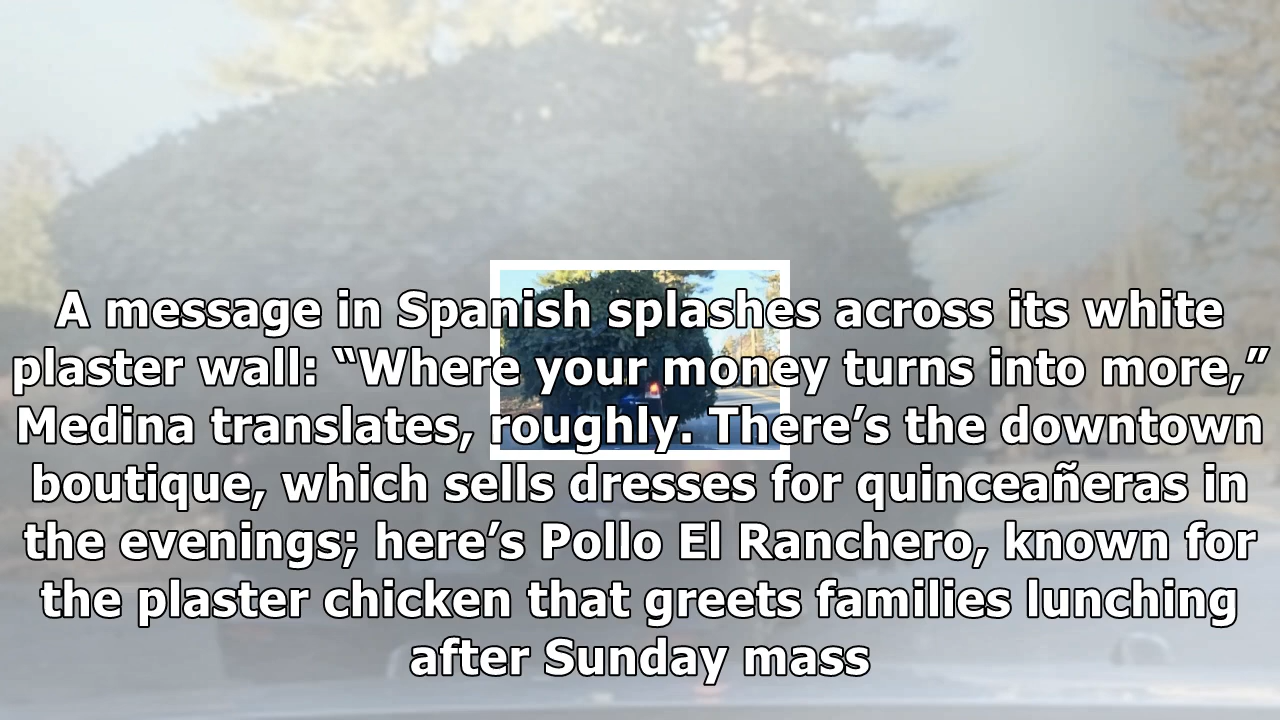 A message in Spanish splashes across its white
plaster wall: “Where your money turns into more,”
Medina translates, roughly. There’s the downtown
boutique, which sells dresses for quinceañeras in
the evenings; here’s Pollo El Ranchero, known for
the plaster chicken that greets families lunching
after Sunday mass